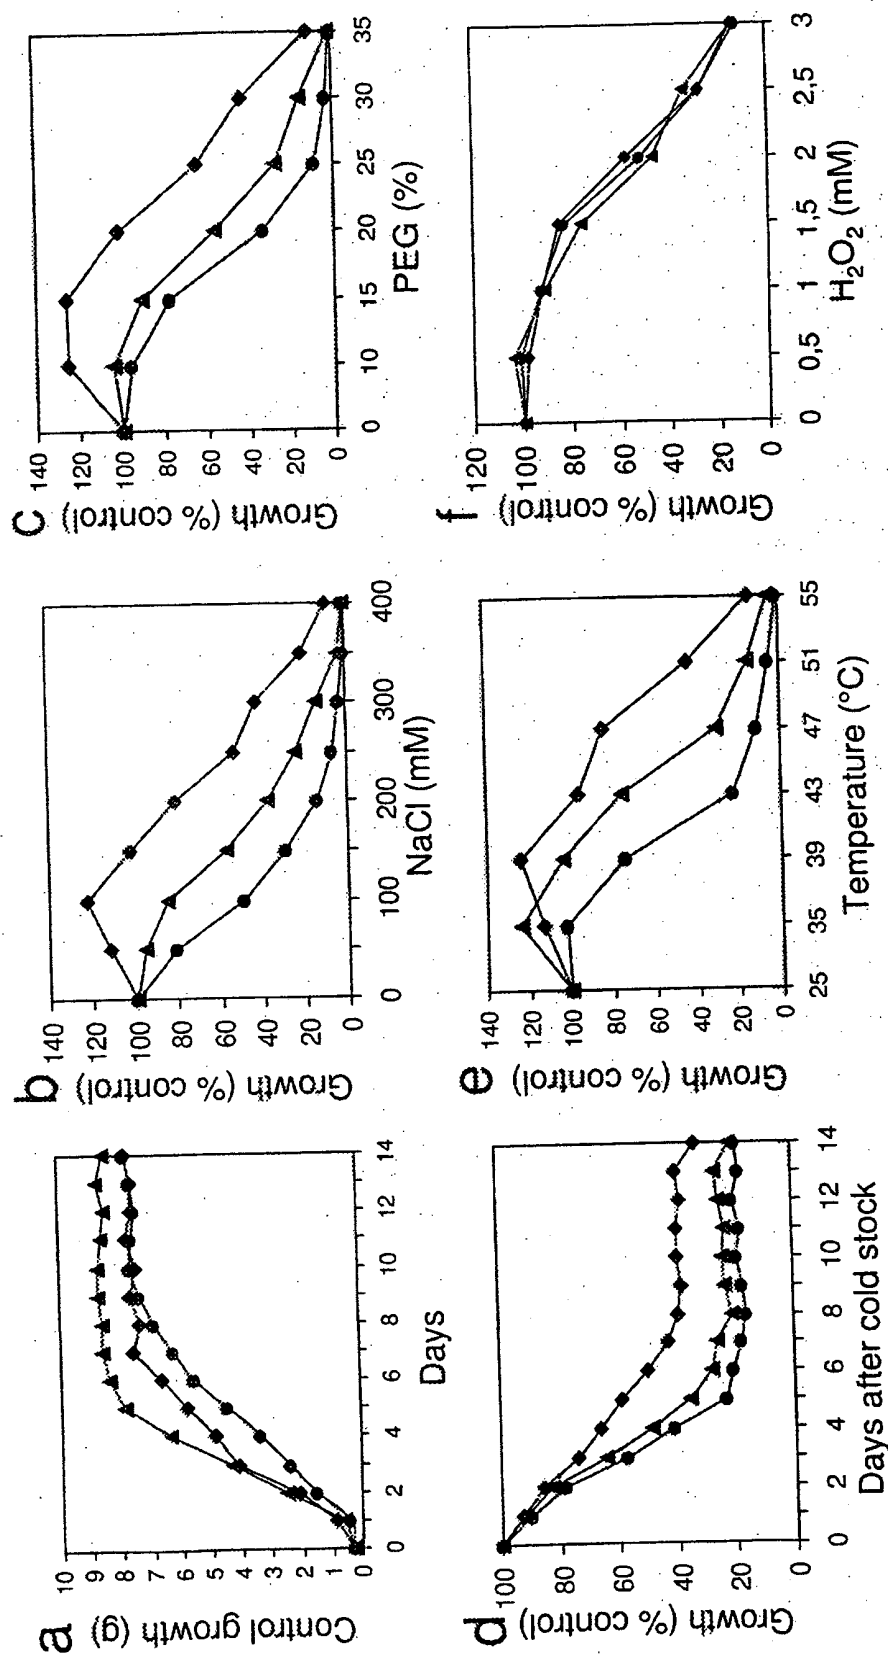 a
Control growth (g)
10
9
8
7
6
5
4
3
2
1
0
0 2 4 6 8 10 12 14
Days
b
Growth (% control)
140
120
100
80
60
40
20
0
0 100 200 300 400
NaCl (mM)
c
Growth (% control)
140
120
100
80
60
40
20
0
0 10 15 20 25 30 35
PEG (%)
d
Growth (% control)
100
80
60
40
20
0
0 2 4 6 8 10 12 14
Days after cold stock
e
Growth (% control)
140
120
100
80
60
40
20
0
25 35 39 43 47 51 55
Temperature (°C)
f
Growth (% control)
120
100
80
60
40
20
0
0 0,5 1 1,5 2 2,5 3
H₂O₂ (mM)